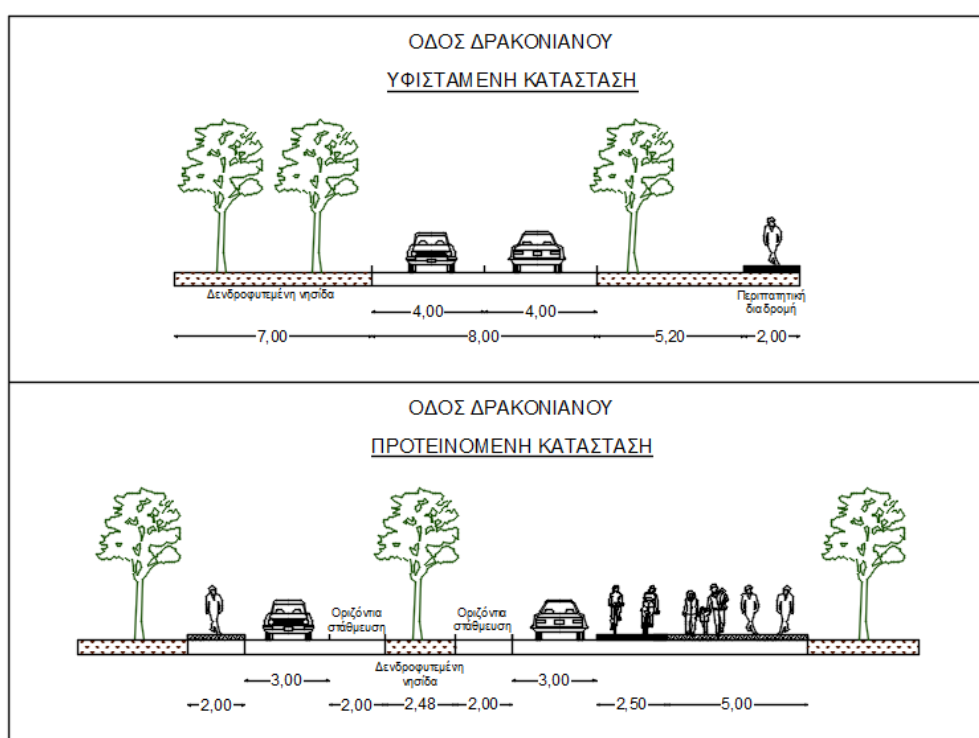 ΟΔΟΣ ΔΡΑΚΟΝΙΑΝΟΥ
ΥΦΙΣΤΑΜΕΝΗ ΚΑΤΑΣΤΑΣΗ
Δενδροφυτεμένη νησίδα
Περιπατητική
διαδρομή
4,00 4,00
7,00 8,00 5,20 2,00
ΟΔΟΣ ΔΡΑΚΟΝΙΑΝΟΥ
ΠΡΟΤΕΙΝΟΜΕΝΗ ΚΑΤΑΣΤΑΣΗ
Οριζόντια
στάθμευση
Οριζόντια
στάθμευση
Δενδροφυτεμένη
νησίδα
3,00 3,00
2,00 2,00 2,48 2,00 2,50 5,00